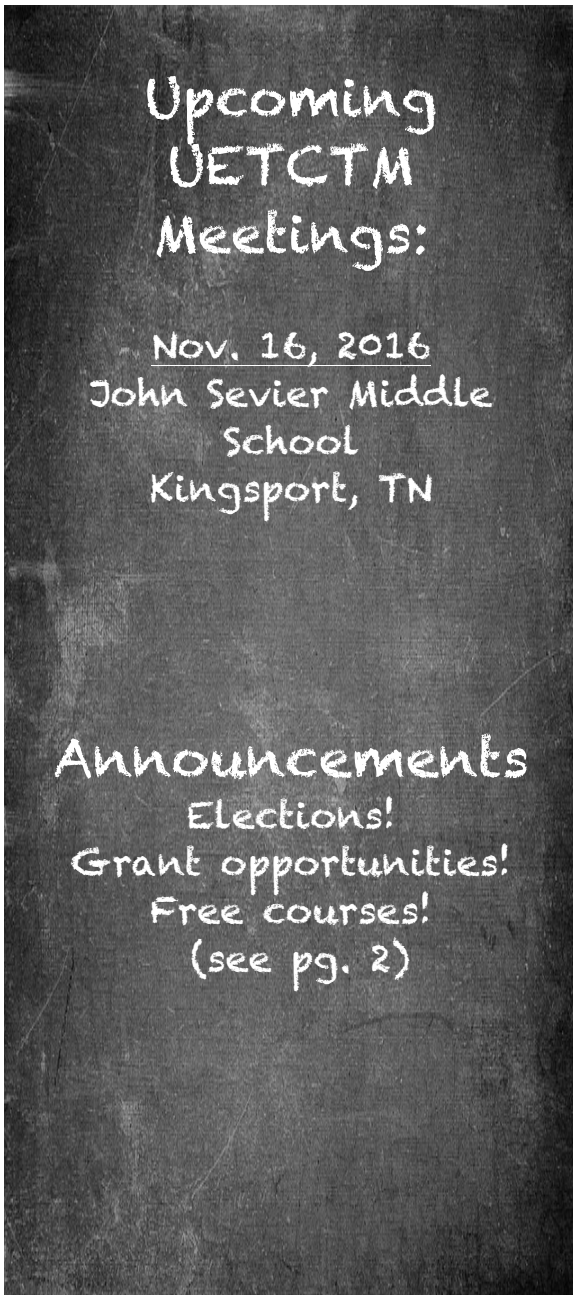 Upcoming
UETCTM
Meetings:
Nov. 16, 2016
John Sevier Middle
School
Kingsport, TN
Announcements
Elections!
Grant opportunities!
Free courses!
(see pg. 2)